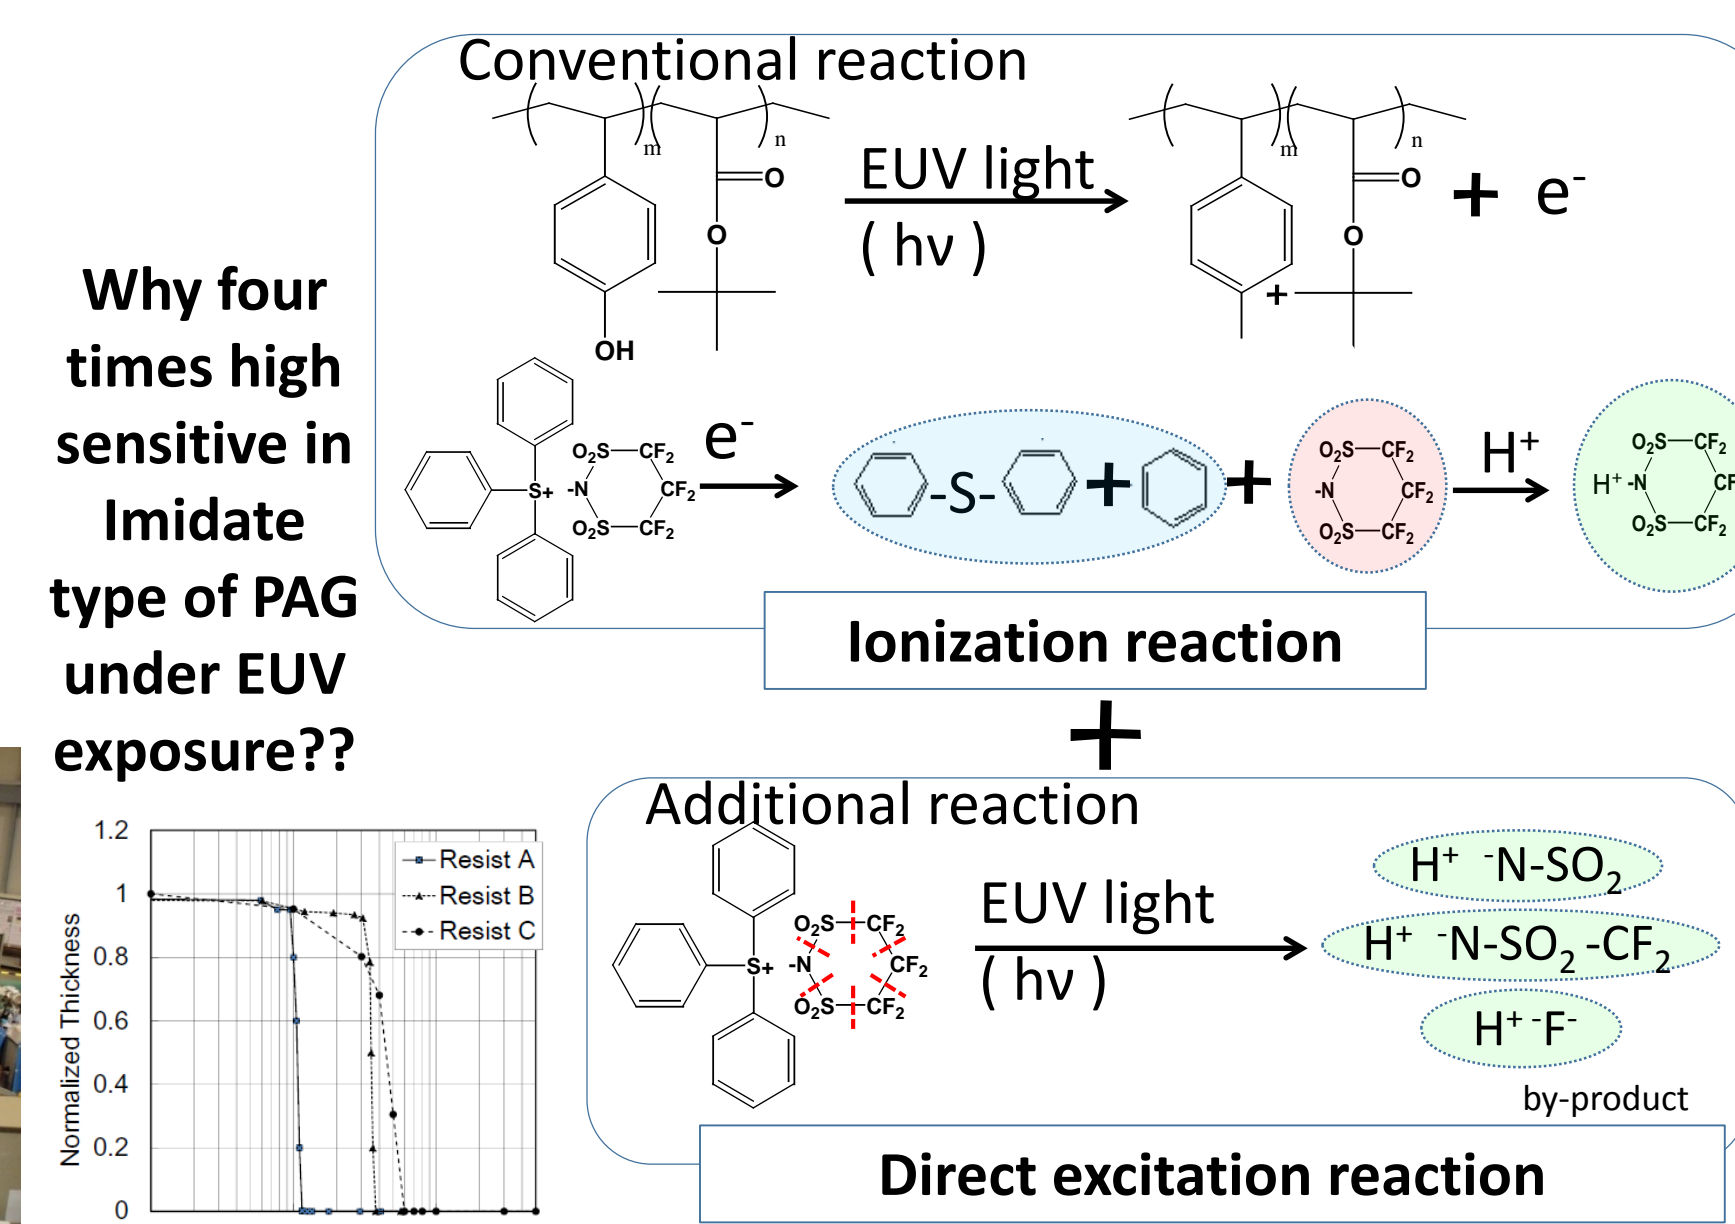 Why four
times high
sensitive in
Imidate
type of PAG
under EUV
exposure??
Conventional reaction
m
n
O
O
OH
EUV light
( hν )
m
n
O
O
+
+ e⁻
S+
-N
O₂S—CF₂
CF₂
O₂S—CF₂
e⁻
-S-
+
+
O₂S—CF₂
-N
CF₂
O₂S—CF₂
H⁺
O₂S—CF₂
H⁺ -N
CF
O₂S—CF₂
Ionization reaction
+
Additional reaction
S+
-N
O₂S—CF₂
CF₂
O₂S—CF₂
EUV light
( hν )
H⁺ ⁻N-SO₂
H⁺ ⁻N-SO₂ -CF₂
H⁺ ⁻F⁻
by-product
Direct excitation reaction
Normalized Thickness
1.2
1
0.8
0.6
0.4
0.2
0
Resist A
Resist B
Resist C